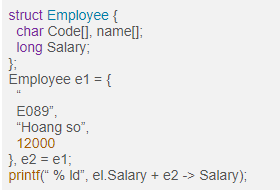 struct Employee {
char Code[], name[];
long Salary;
};
Employee e1 = {
“
E089“,
“Hoang so”,
12000
}, e2 = e1;
printf(“ % ld”, el.Salary + e2 -> Salary);